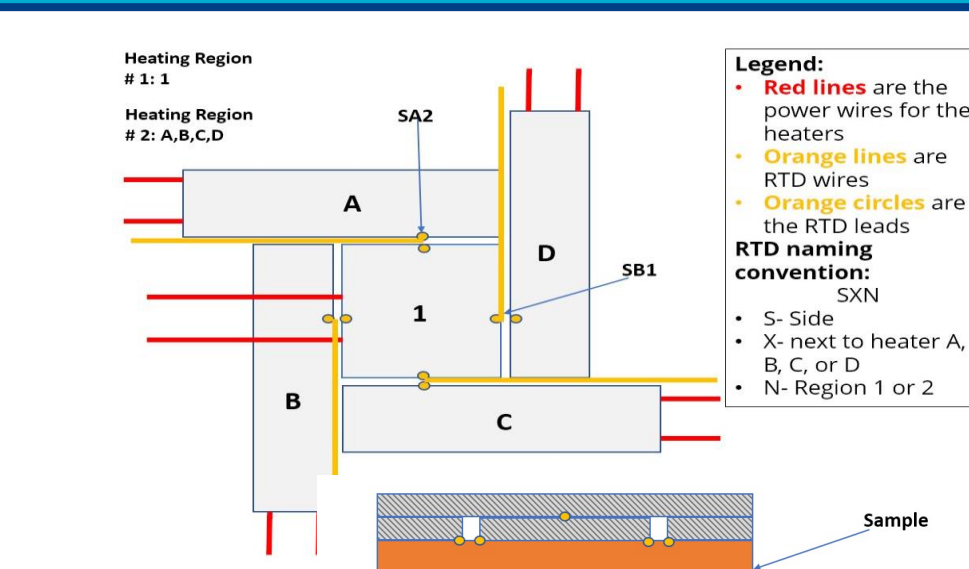 Heating Region
# 1: 1
Heating Region
# 2: A,B,C,D
SA2
A
D
SB1
1
B
C
Legend:
• Red lines are the
power wires for the
heaters
• Orange lines are
RTD wires
• Orange circles are
the RTD leads
RTD naming
convention:
SXN
• S- Side
• X- next to heater A,
B, C, or D
• N- Region 1 or 2
Sample